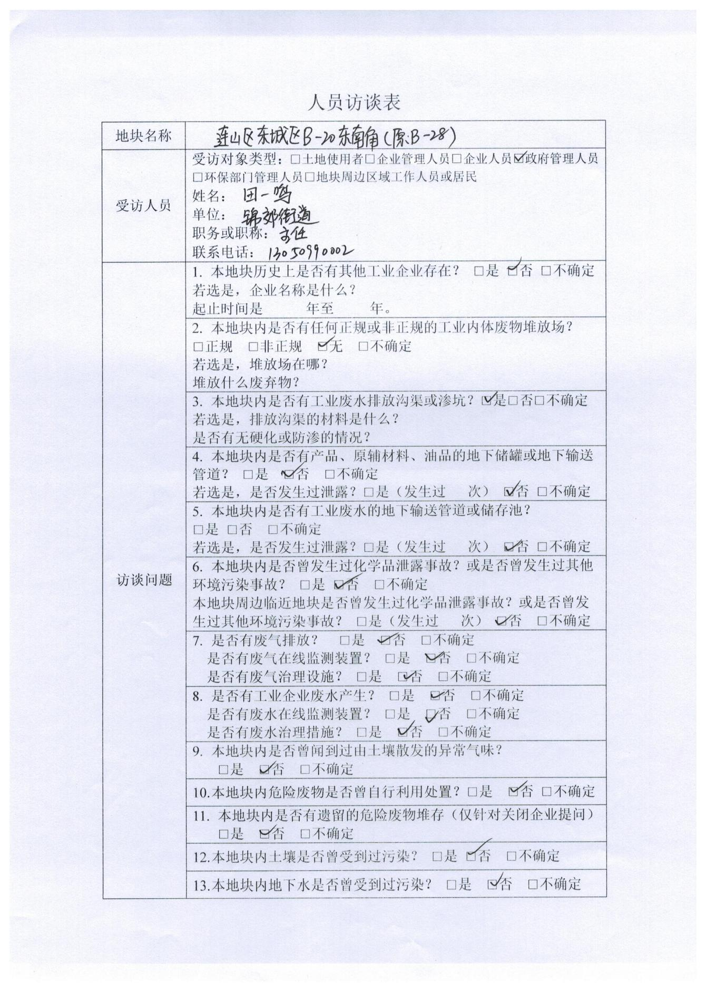 人员访谈表
地块名称 连山区东城区B-20东南角(原:B-28)
受访人员
受访对象类型：□土地使用者□企业管理人员□企业人员☑政府管理人员
□环保部门管理人员□地块周边区域工作人员或居民
姓名： 田一鸣
单位： 锦郊街道
职务或职称： 主任
联系电话： 13050990002
访谈问题
1. 本地块历史上是否有其他工业企业存在？ □是 ☑否 □不确定
若选是，企业名称是什么？
起止时间是 年至 年。
2. 本地块内是否有任何正规或非正规的工业内体废物堆放场？
□正规 □非正规 ☑无 □不确定
若选是，堆放场在哪？
堆放什么废弃物？
3. 本地块内是否有工业废水排放沟渠或渗坑？☑是□否□不确定
若选是，排放沟渠的材料是什么？
是否有无硬化或防渗的情况？
4. 本地块内是否有产品、原辅材料、油品的地下储罐或地下输送
管道？ □是 ☑否 □不确定
若选是，是否发生过泄露？□是（发生过 次） ☑否 □不确定
5. 本地块内是否有工业废水的地下输送管道或储存池？
□是 □否 □不确定
若选是，是否发生过泄露？□是（发生过 次） ☑否 □不确定
6. 本地块内是否曾发生过化学品泄露事故？或是否曾发生过其他
环境污染事故？ □是 ☑否 □不确定
本地块周边临近地块是否曾发生过化学品泄露事故？或是否曾发
生过其他环境污染事故？ □是（发生过 次） ☑否 □不确定
7. 是否有废气排放？ □是 ☑否 □不确定
是否有废气在线监测装置？ □是 ☑否 □不确定
是否有废气治理设施？ □是 ☑否 □不确定
8. 是否有工业企业废水产生？ □是 ☑否 □不确定
是否有废水在线监测装置？ □是 ☑否 □不确定
是否有废水治理措施？ □是 ☑否 □不确定
9. 本地块内是否曾闻到过由土壤散发的异常气味？
□是 ☑否 □不确定
10.本地块内危险废物是否曾自行利用处置？□是 ☑否 □不确定
11. 本地块内是否有遗留的危险废物堆存（仅针对关闭企业提问）
□是 ☑否 □不确定
12.本地块内土壤是否曾受到过污染？ □是 ☑否 □不确定
13.本地块内地下水是否曾受到过污染？ □是 ☑否 □不确定